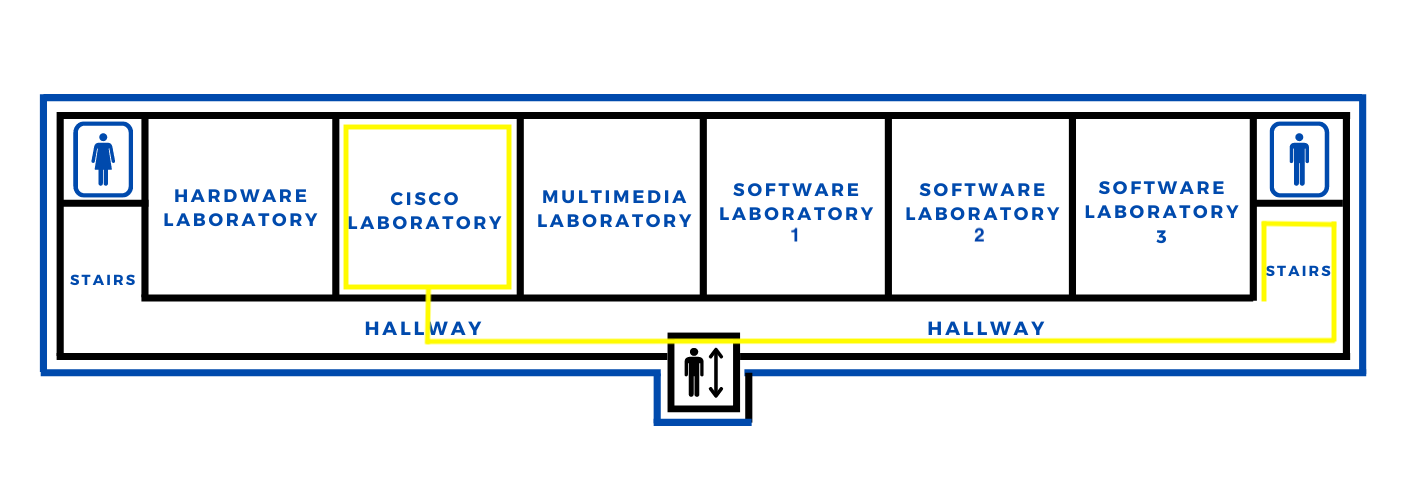 HARDWARE
LABORATORY
CISCO
LABORATORY
MULTIMEDIA
LABORATORY
SOFTWARE
LABORATORY
1
SOFTWARE
LABORATORY
2
SOFTWARE
LABORATORY
3
STAIRS
STAIRS
HALLWAY
HALLWAY